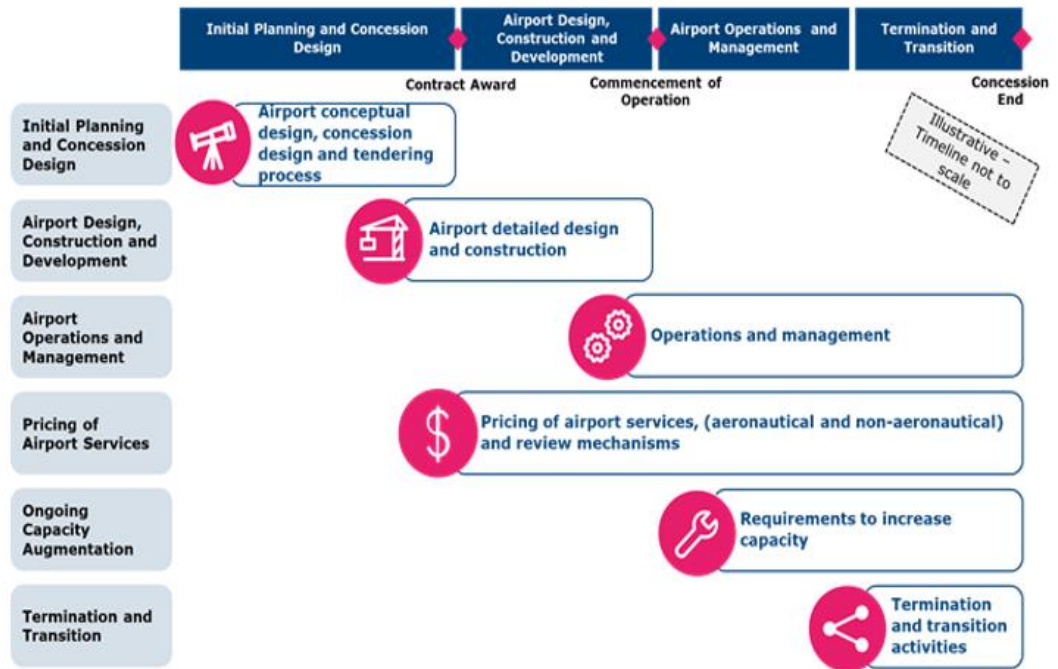 Initial Planning and Concession
Design
Airport Design,
Construction and
Development
Airport Operations and
Management
Termination and
Transition
Contract Award
Commencement of
Operation
Concession
End
Initial Planning
and Concession
Design
Airport conceptual
design, concession
design and tendering
process
Illustrative –
Timeline not to
scale
Airport Design,
Construction and
Development
Airport detailed design
and construction
Airport
Operations and
Management
Operations and management
Pricing of
Airport Services
$
Pricing of airport services, (aeronautical and non-aeronautical)
and review mechanisms
Ongoing
Capacity
Augmentation
Requirements to increase
capacity
Termination and
Transition
Termination
and transition
activities